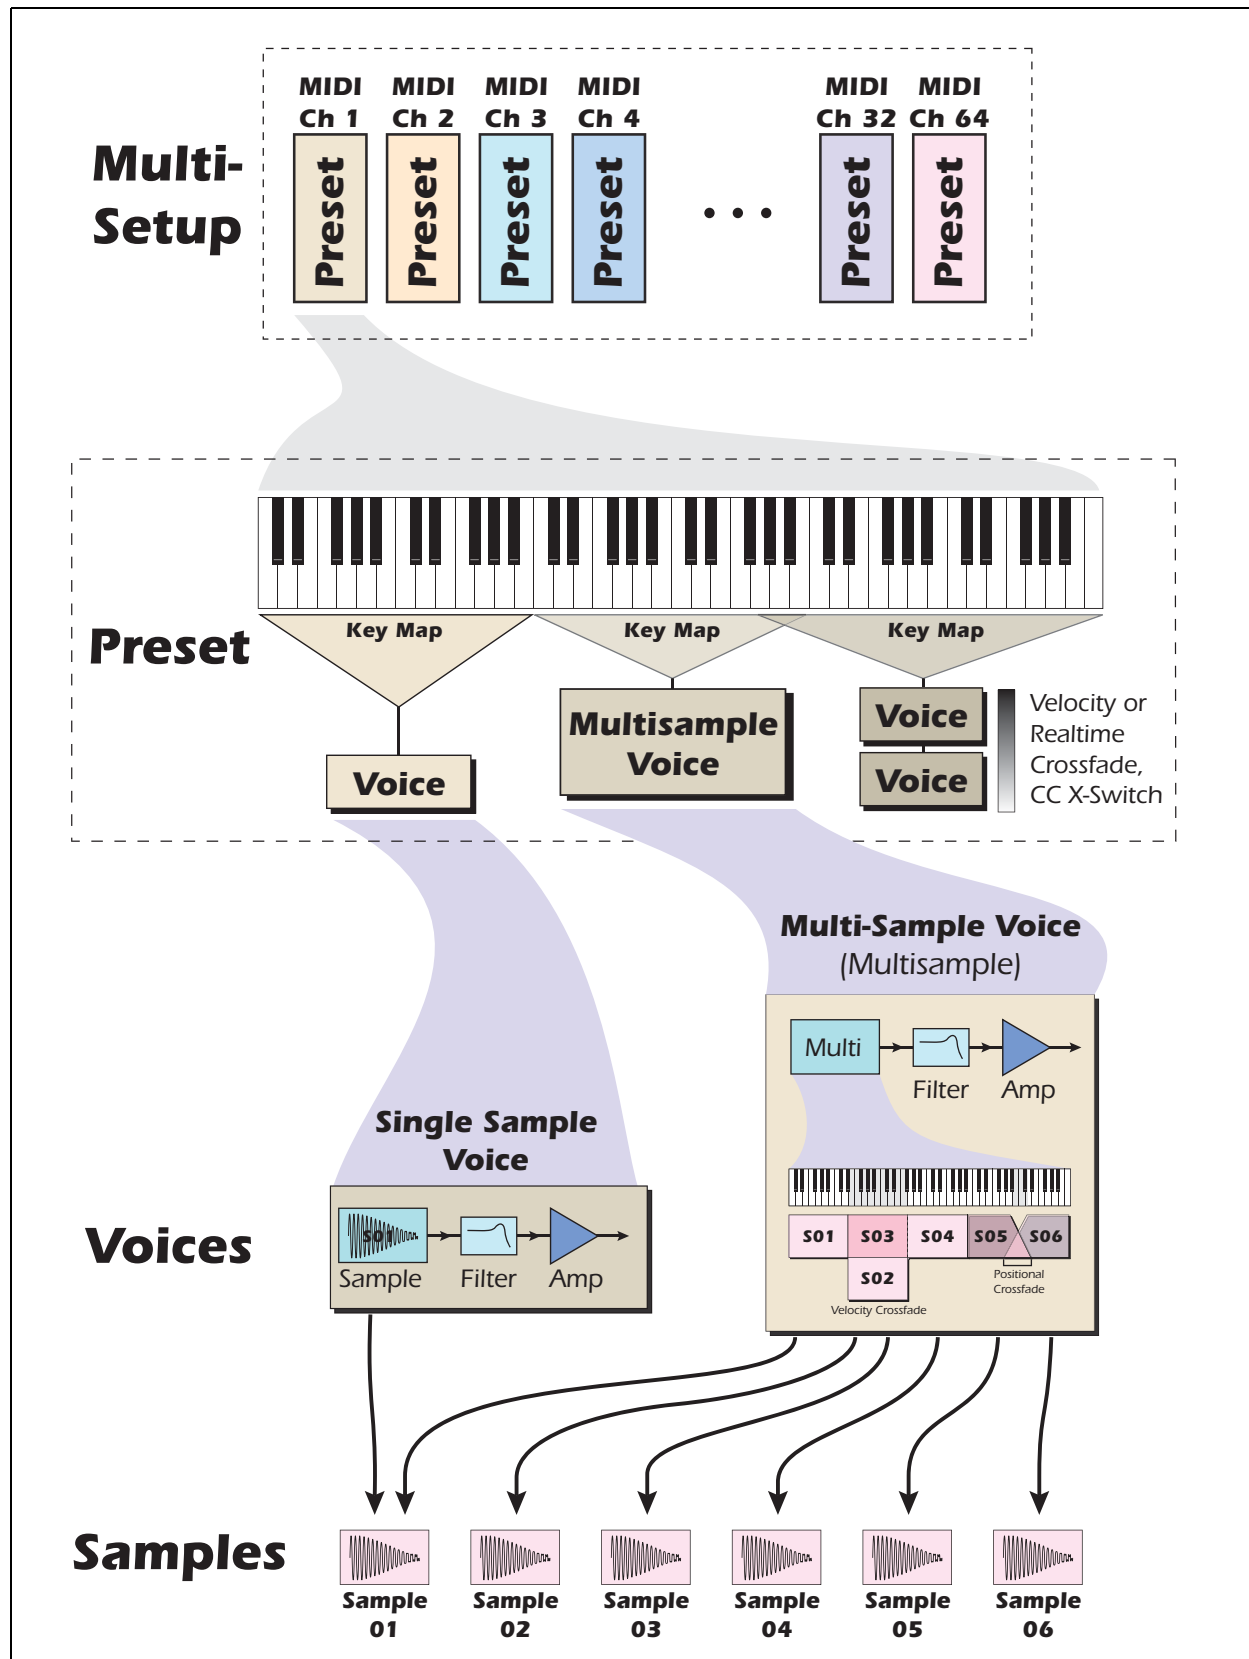 MIDI Ch 1
MIDI Ch 2
MIDI Ch 3
MIDI Ch 4
MIDI Ch 32
MIDI Ch 64
Multi-
Setup
Preset
Preset
Preset
Preset
• • •
Preset
Preset
Preset
Key Map
Key Map
Key Map
Voice
Multisample
Voice
Voice
Voice
Velocity or
Realtime
Crossfade,
CC X-Switch
Multi-Sample Voice
(Multisample)
Multi
Filter
Amp
Single Sample
Voice
Voices
S01
Sample
Filter
Amp
S01
S03
S04
S05
S06
S02
Positional
Crossfade
Velocity Crossfade
Samples
Sample
01
Sample
02
Sample
03
Sample
04
Sample
05
Sample
06